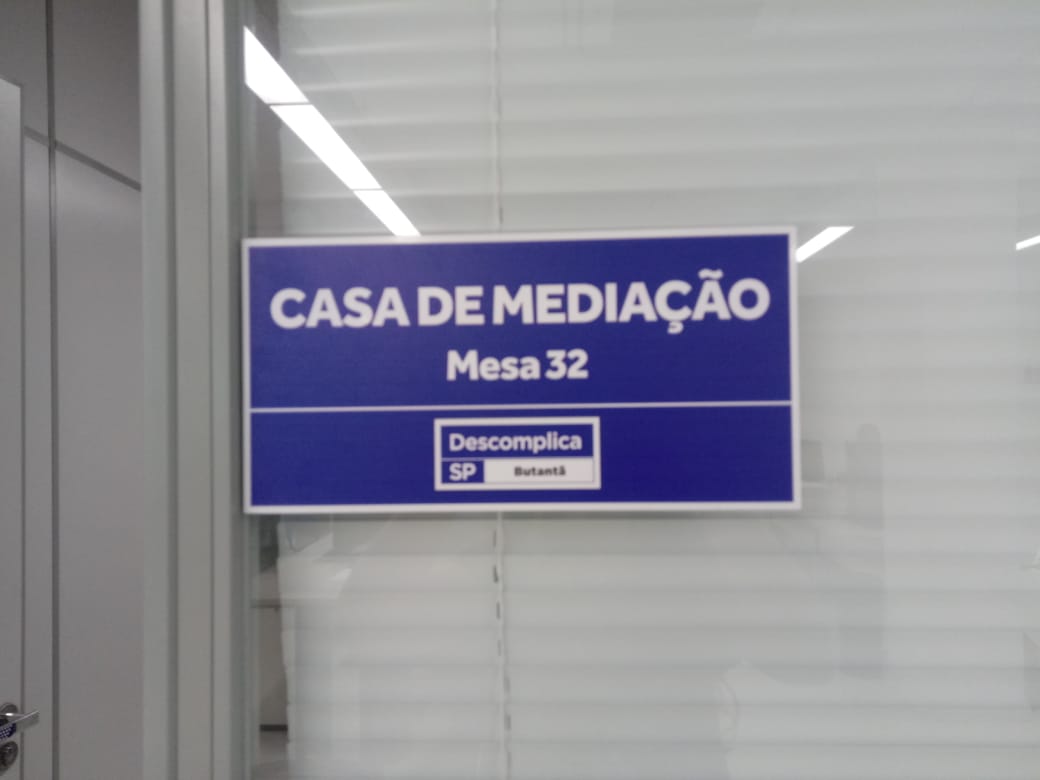 CASA DE MEDIAÇÃO
Mesa 32
Descomplica
SP Butantã